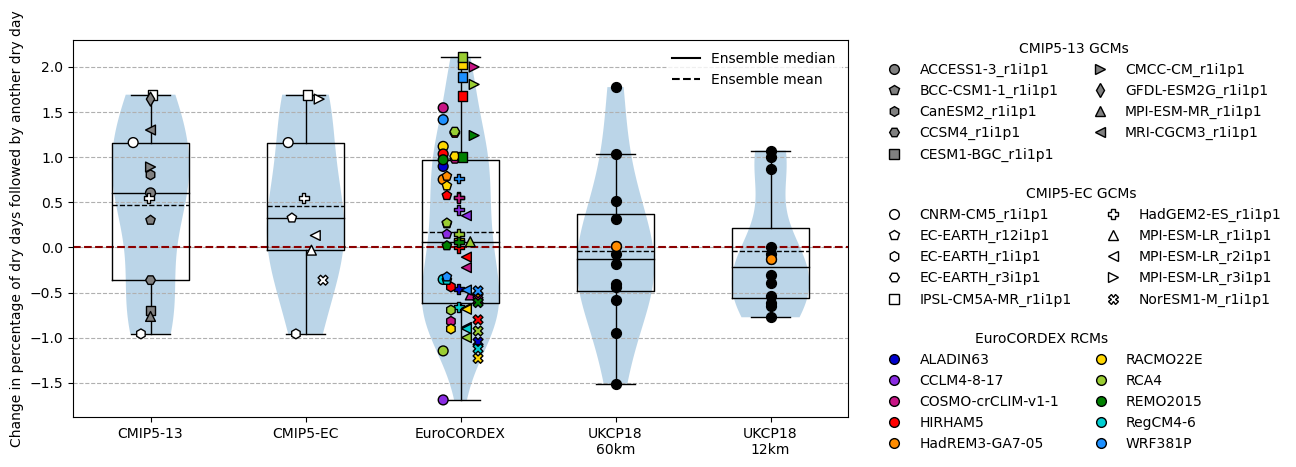 Change in percentage of dry days followed by another dry day
2.0
1.5
1.0
0.5
0.0
−0.5
−1.0
−1.5
CMIP5-13
CMIP5-EC
EuroCORDEX
UKCP18
60km
UKCP18
12km
Ensemble median
Ensemble mean
CMIP5-13 GCMs
ACCESS1-3_r1i1p1
BCC-CSM1-1_r1i1p1
CanESM2_r1i1p1
CCSM4_r1i1p1
CESM1-BGC_r1i1p1
CMCC-CM_r1i1p1
GFDL-ESM2G_r1i1p1
MPI-ESM-MR_r1i1p1
MRI-CGCM3_r1i1p1
CMIP5-EC GCMs
CNRM-CM5_r1i1p1
EC-EARTH_r12i1p1
EC-EARTH_r1i1p1
EC-EARTH_r3i1p1
IPSL-CM5A-MR_r1i1p1
HadGEM2-ES_r1i1p1
MPI-ESM-LR_r1i1p1
MPI-ESM-LR_r2i1p1
MPI-ESM-LR_r3i1p1
NorESM1-M_r1i1p1
EuroCORDEX RCMs
ALADIN63
CCLM4-8-17
COSMO-crCLIM-v1-1
HIRHAM5
HadREM3-GA7-05
RACMO22E
RCA4
REMO2015
RegCM4-6
WRF381P